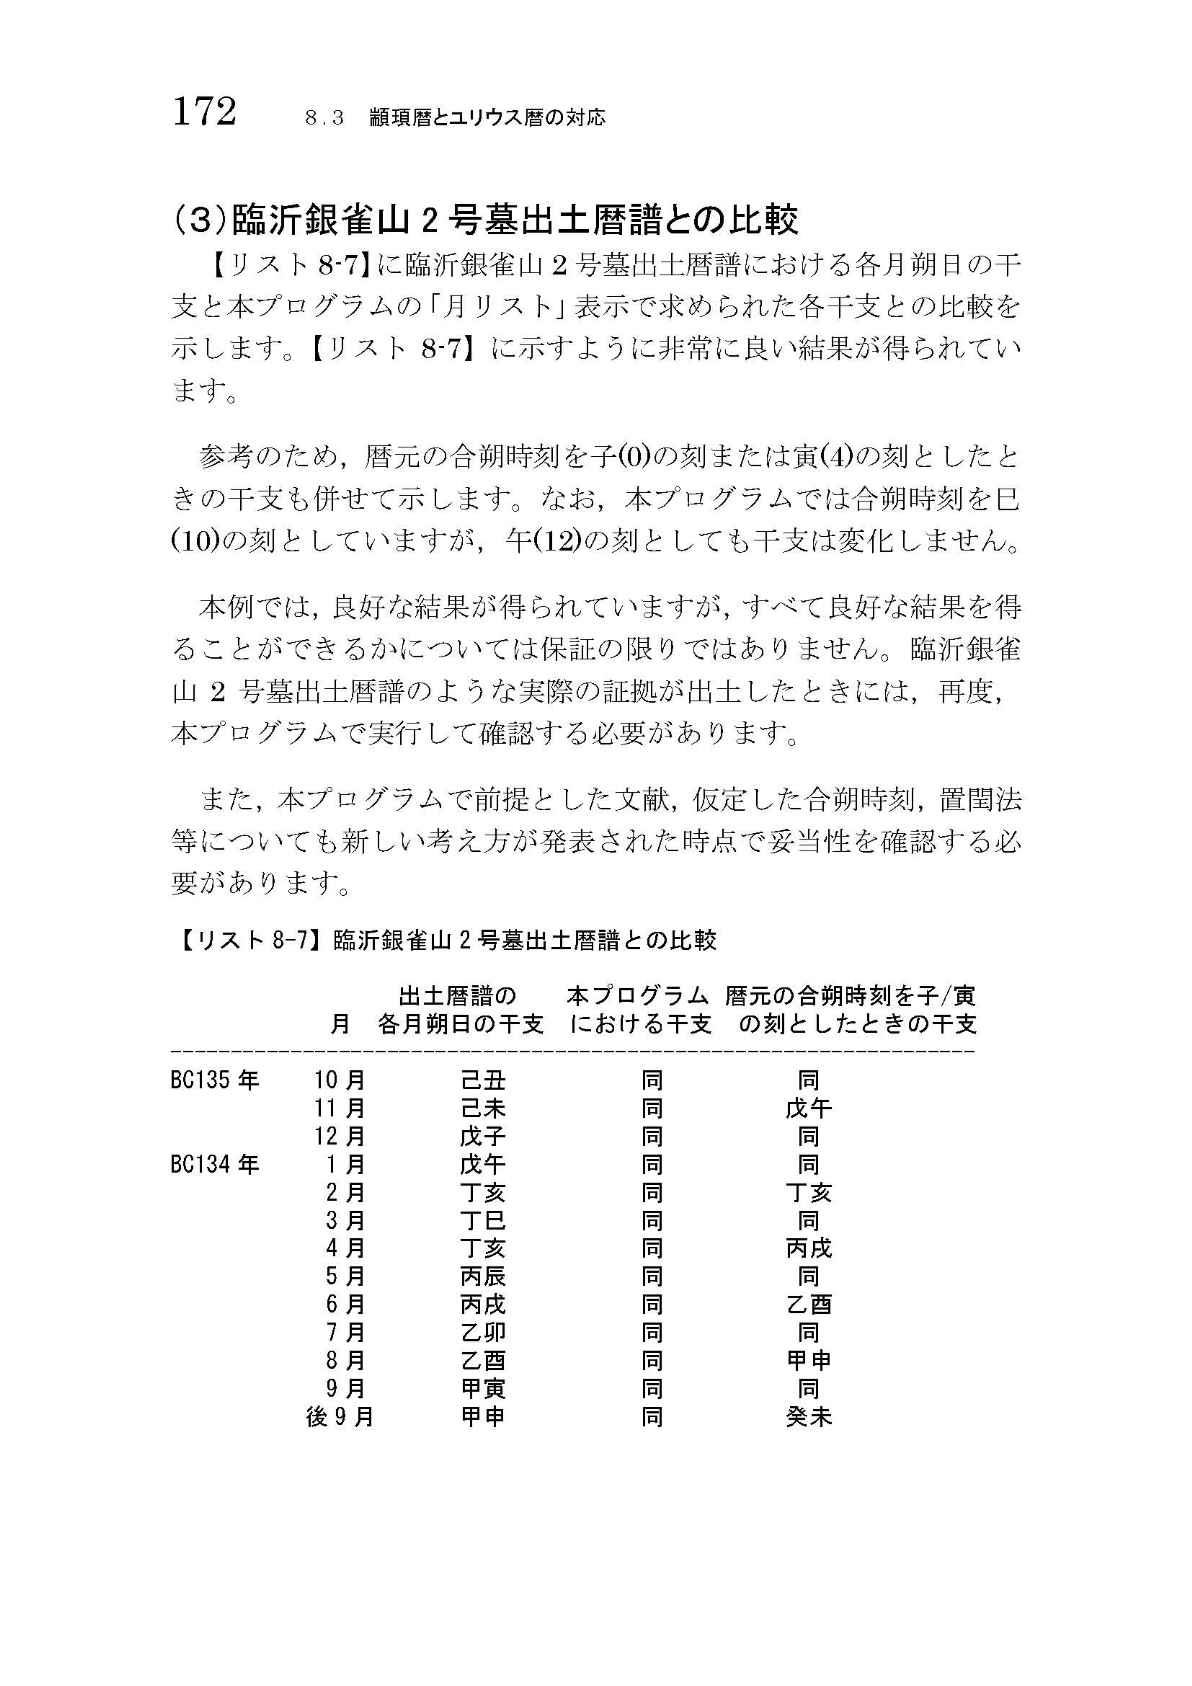 172 8.3 顓頊暦とユリウス暦の対応
(3)臨沂銀雀山2号墓出土暦譜との比較
【リスト8-7】に臨沂銀雀山2号墓出土暦譜における各月朔日の干
支と本プログラムの「月リスト」表示で求められた各干支との比較を
示します。【リスト 8-7】に示すように非常に良い結果が得られてい
ます。
参考のため，暦元の合朔時刻を子(0)の刻または寅(4)の刻としたと
きの干支も併せて示します。なお，本プログラムでは合朔時刻を巳
(10)の刻としていますが，午(12)の刻としても干支は変化しません。
本例では，良好な結果が得られていますが，すべて良好な結果を得
ることができるかについては保証の限りではありません。臨沂銀雀
山 2 号墓出土暦譜のような実際の証拠が出土したときには，再度，
本プログラムで実行して確認する必要があります。
また，本プログラムで前提とした文献，仮定した合朔時刻，置閏法
等についても新しい考え方が発表された時点で妥当性を確認する必
要があります。
【リスト8-7】臨沂銀雀山2号墓出土暦譜との比較
出土暦譜の 本プログラム 暦元の合朔時刻を子/寅
月 各月朔日の干支 における干支 の刻としたときの干支
--------------------------------------------------------------------
BC135年 10月 己丑 同 同
11月 己未 同 戊午
12月 戊子 同 同
BC134年 1月 戊午 同 同
2月 丁亥 同 丁亥
3月 丁巳 同 同
4月 丁亥 同 丙戌
5月 丙辰 同 同
6月 丙戌 同 乙酉
7月 乙卯 同 同
8月 乙酉 同 甲申
9月 甲寅 同 同
後9月 甲申 同 癸未